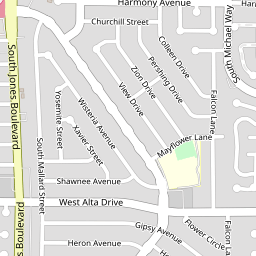 Harmony Avenue
Churchill Street
South Michael Way
Colleen Drive
Pershing Drive
Zion Drive
View Drive
South Jones Boulevard
Falcon Lane
Yosemite Street
Wisteria Avenue
Xavier Street
Mayflower Lane
South Mallard Street
Shawnee Avenue
West Alta Drive
s Boulevard
Falcon L
Flower Circle
Gipsy Avenue
Heron Avenue